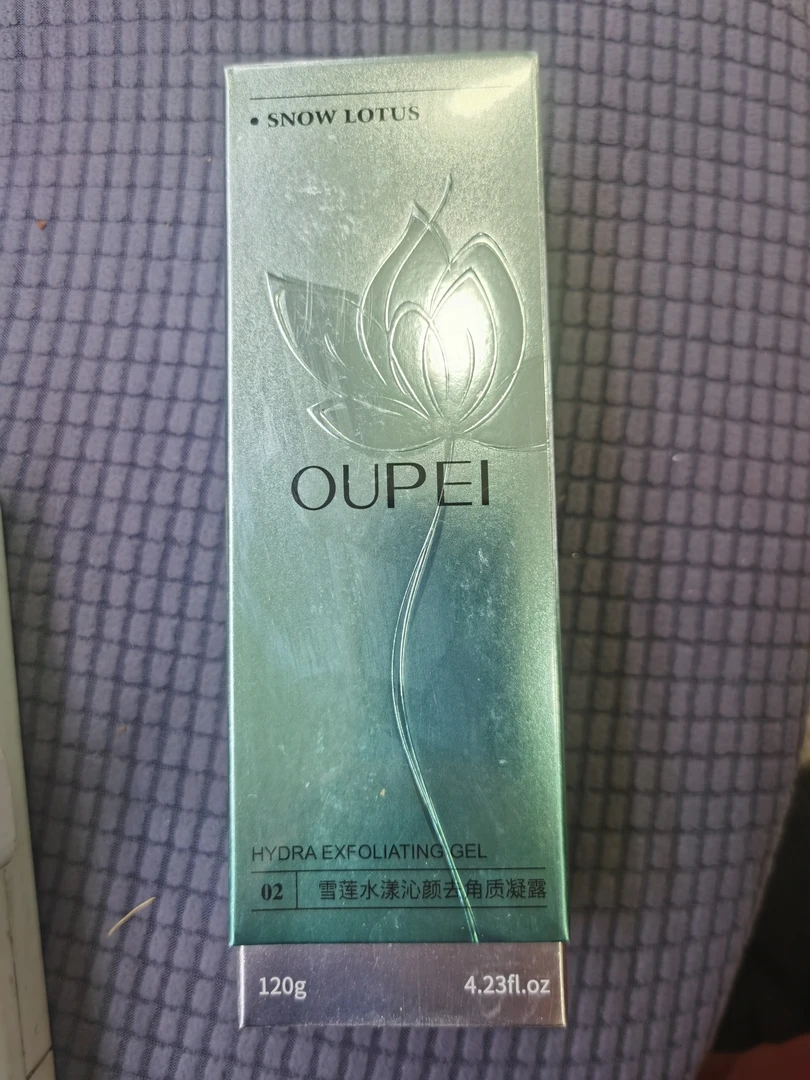 • SNOW LOTUS
OUPEI
HYDRA EXFOLIATING GEL
02 雪莲水漾沁颜去角质凝露
120g 4.23fl.oz